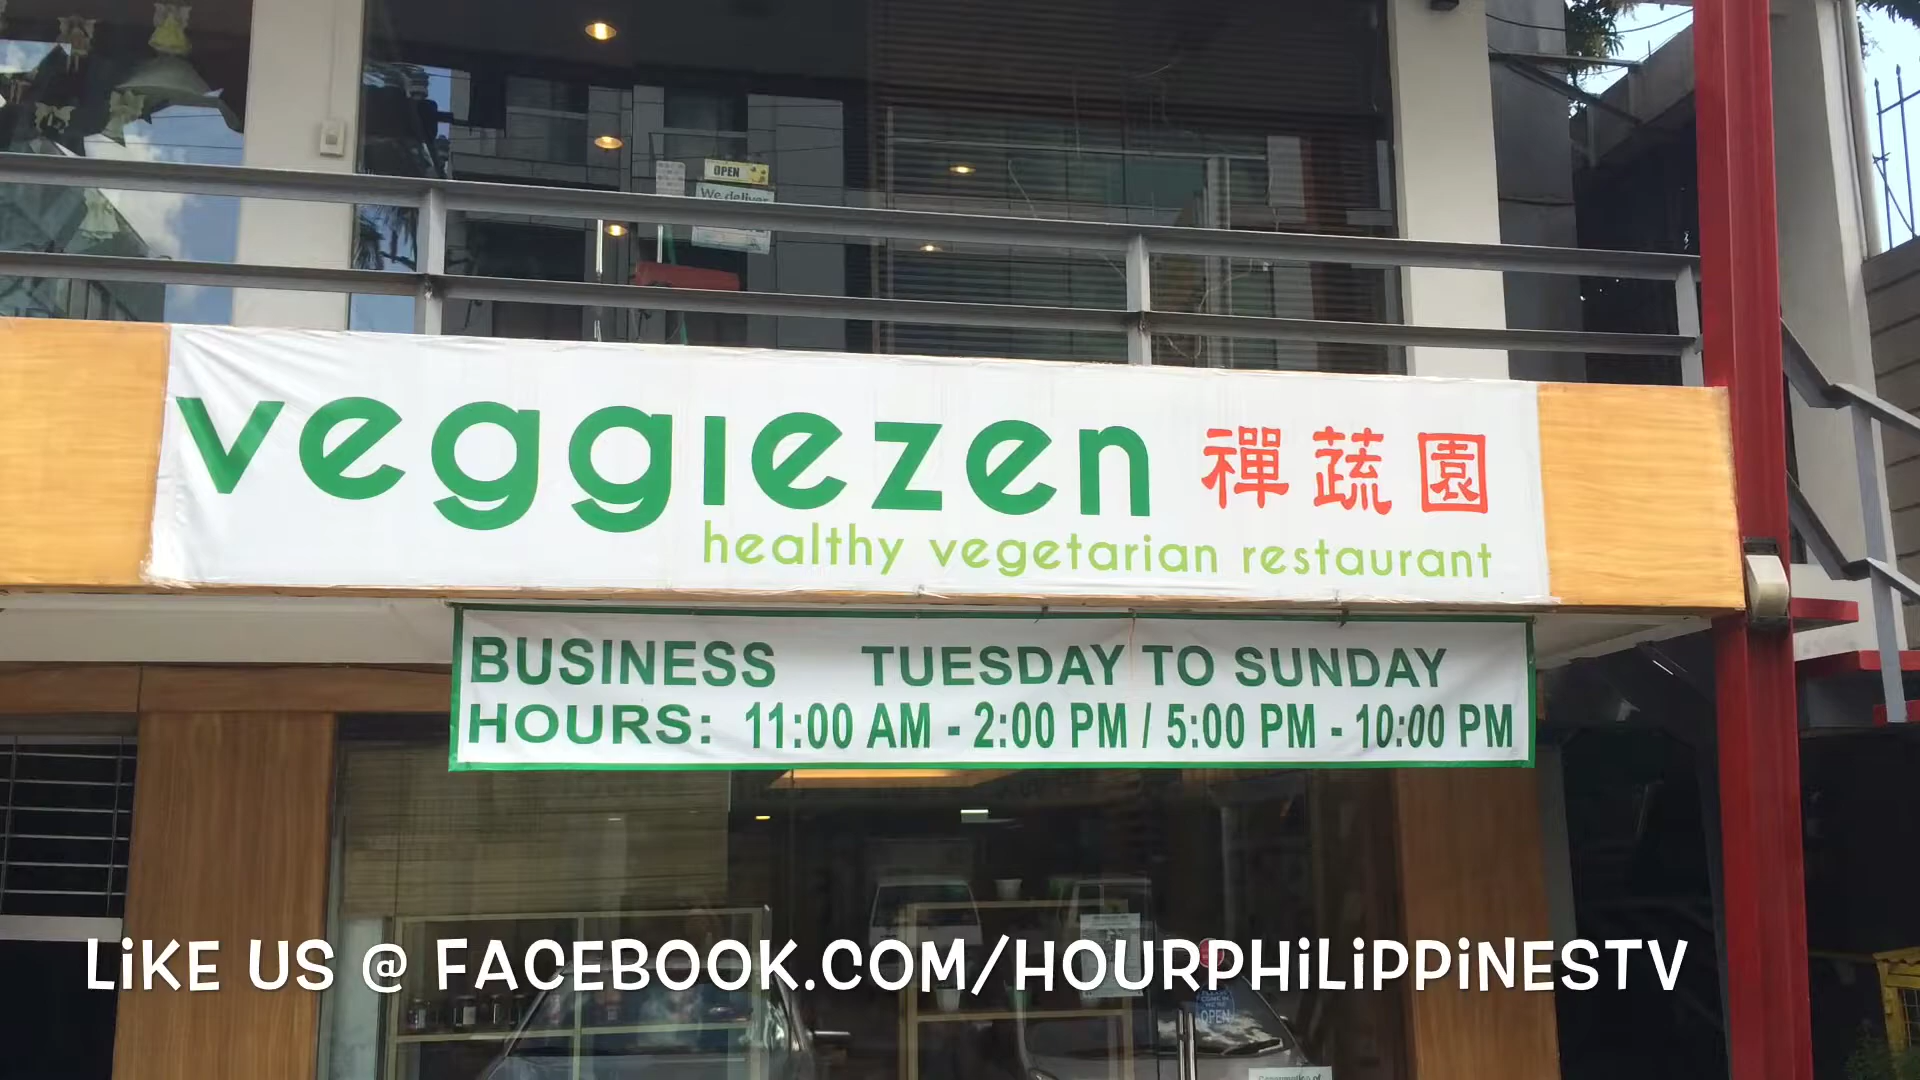 OPEN
We deliver
veggiezen 禪蔬園
healthy vegetarian restaurant
BUSINESS TUESDAY TO SUNDAY
HOURS: 11:00 AM - 2:00 PM / 5:00 PM - 10:00 PM
LIKE US @ FACEBOOK.COM/HOURPHILIPPINESTV
OPEN